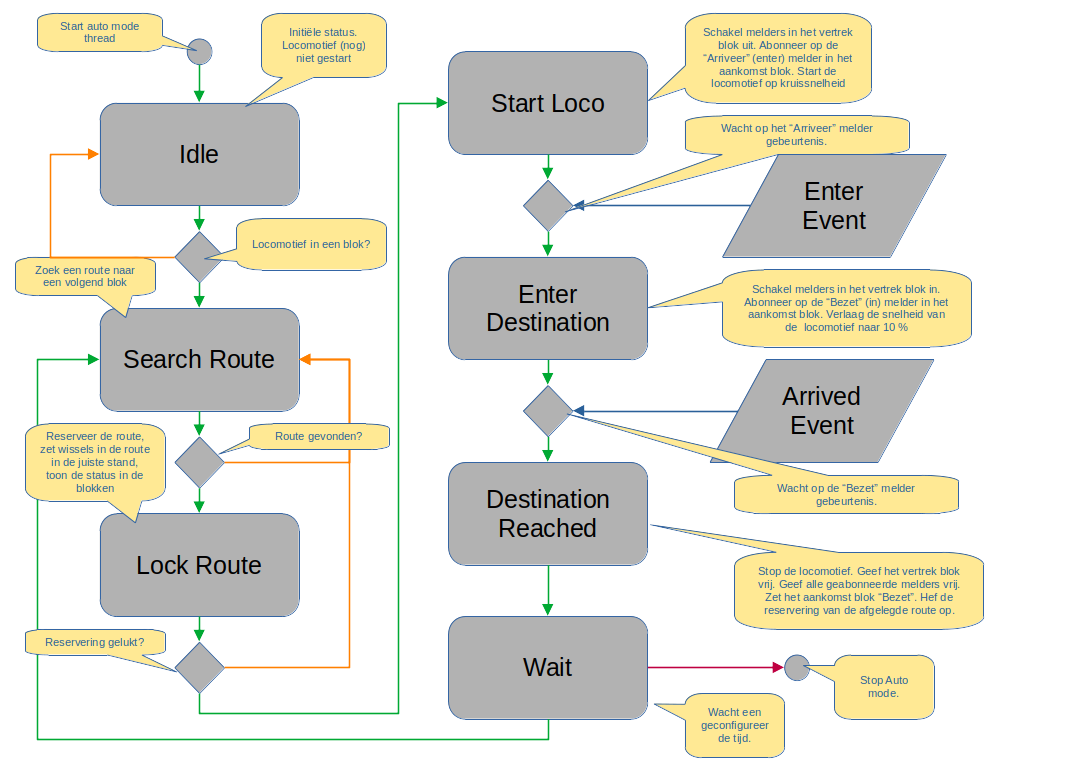 Start auto mode
thread
Initiële status.
Locomotief (nog)
niet gestart
Idle
Locomotief in een blok?
Zoek een route naar
een volgend blok
Search Route
Route gevonden?
Reserveer de route,
zet wissels in de route
in de juiste stand,
toon de status in de
blokken
Lock Route
Reservering gelukt?
Start Loco
Schakel melders in het vertrek
blok uit. Abonneer op de
“Arriveer” (enter) melder in het
aankomst blok. Start de
locomotief op kruissnelheid
Wacht op het “Arriveer” melder
gebeurtenis.
Enter
Event
Enter
Destination
Schakel melders in het vertrek blok in.
Abonneer op de “Bezet” (in) melder in het
aankomst blok. Verlaag de snelheid van
de locomotief naar 10 %
Arrived
Event
Wacht op de “Bezet” melder
gebeurtenis.
Destination
Reached
Stop de locomotief. Geef het vertrek blok
vrij. Geef alle geabonneerde melders vrij.
Zet het aankomst blok “Bezet”. Hef de
reservering van de afgelegde route op.
Wait
Stop Auto
mode.
Wacht een
geconfigureer
de tijd.